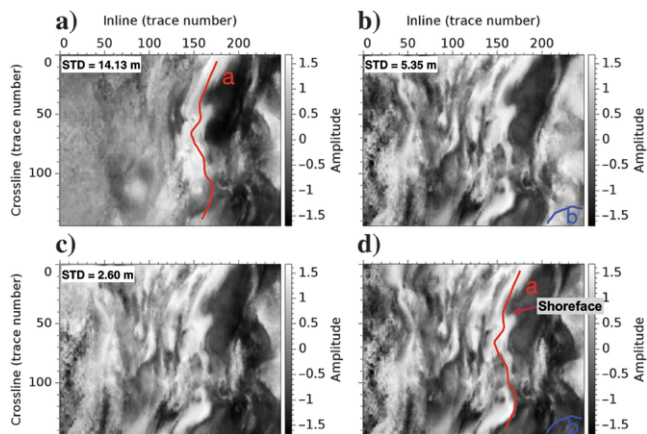 a)
Inline (trace number)
0 50 100 150 200
Crossline (trace number)
0
50
100
STD = 14.13 m
a
1.5
1
0.5
0
−0.5
−1
−1.5
Amplitude
b)
Inline (trace number)
0 50 100 150 200
STD = 5.35 m
b
1.5
1
0.5
0
−0.5
−1
−1.5
Amplitude
c)
Crossline (trace number)
0
50
100
STD = 2.60 m
1.5
1
0.5
0
−0.5
−1
−1.5
Amplitude
d)
a
Shoreface
b
1.5
1
0.5
0
−0.5
−1
−1.5
Amplitude